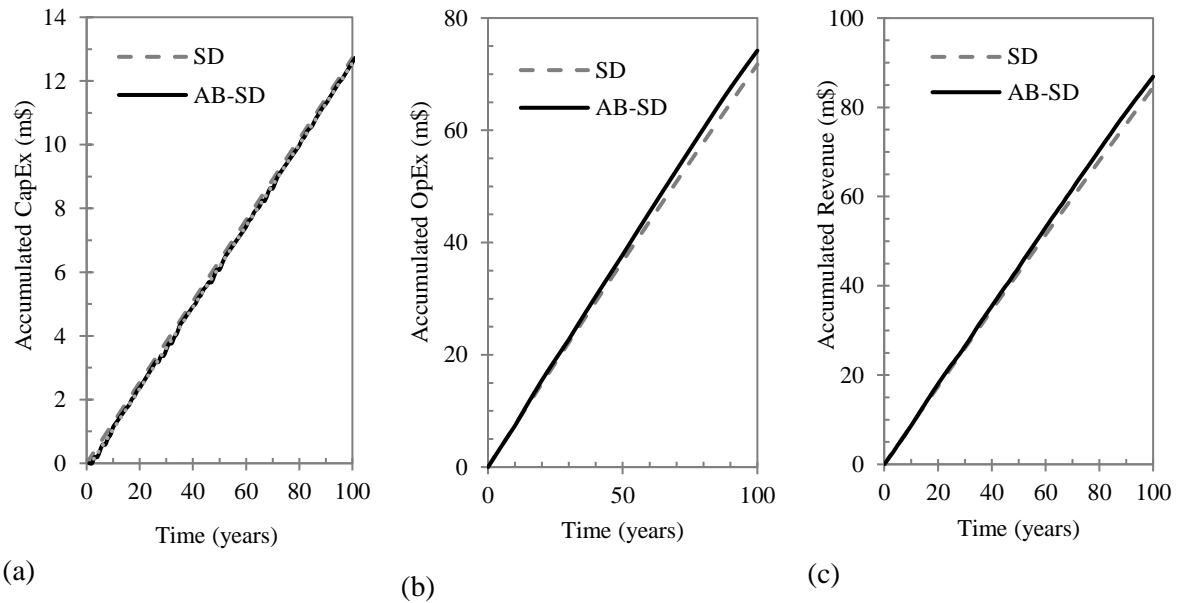 14
12
10
8
6
4
2
0
Accumulated CapEx (m$)
SD
AB-SD
0 20 40 60 80 100
Time (years)
(a)
80
60
40
20
0
Accumulated OpEx (m$)
SD
AB-SD
0 50 100
Time (years)
(b)
100
80
60
40
20
0
Accumulated Revenue (m$)
SD
AB-SD
0 20 40 60 80 100
Time (years)
(c)